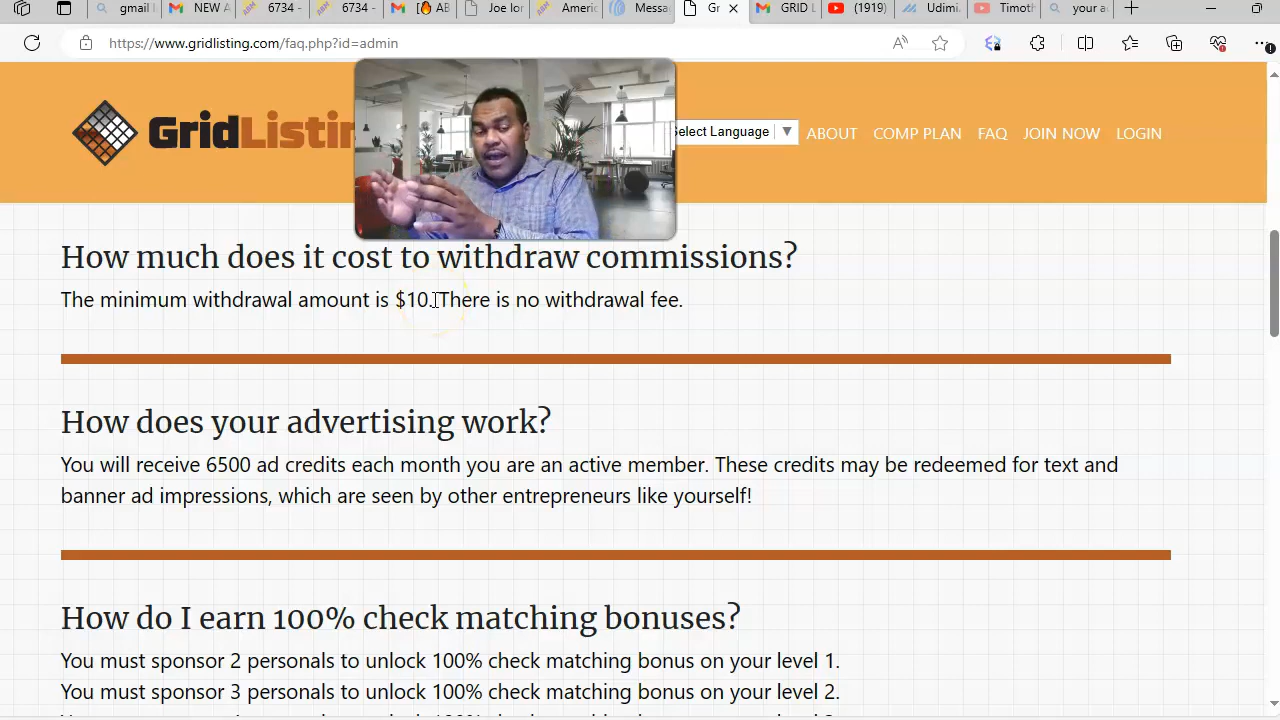 gmail
NEW A
6734 -
6734 -
AB
Joe lor
Americ
Messa
Gr
GRID L
(1919)
Udimi.
Timoth
your a
https://www.gridlisting.com/faq.php?id=admin
GridListin
Select Language
ABOUT
COMP PLAN
FAQ
JOIN NOW
LOGIN
How much does it cost to withdraw commissions?
The minimum withdrawal amount is $10. There is no withdrawal fee.
How does your advertising work?
You will receive 6500 ad credits each month you are an active member. These credits may be redeemed for text and
banner ad impressions, which are seen by other entrepreneurs like yourself!
How do I earn 100% check matching bonuses?
You must sponsor 2 personals to unlock 100% check matching bonus on your level 1.
You must sponsor 3 personals to unlock 100% check matching bonus on your level 2.